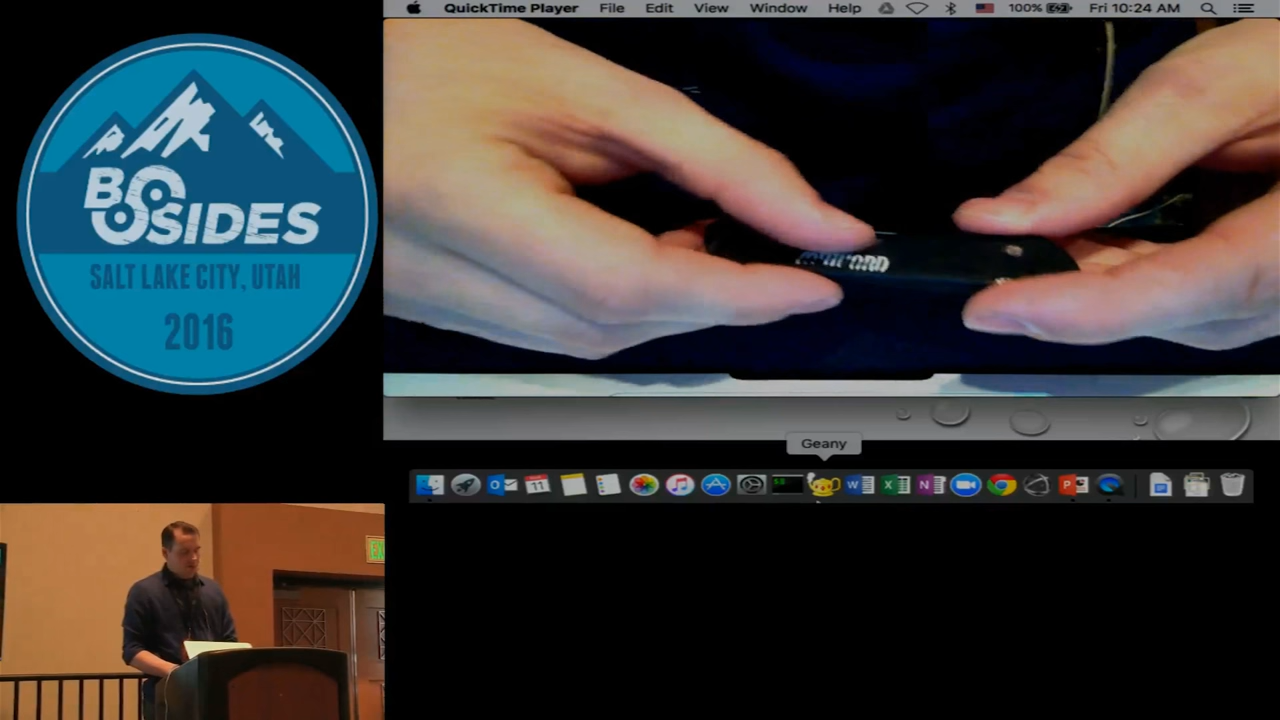 QuickTime Player File Edit View Window Help 100% Fri 10:24 AM
BSIDES
SALT LAKE CITY, UTAH
2016
Geany
11